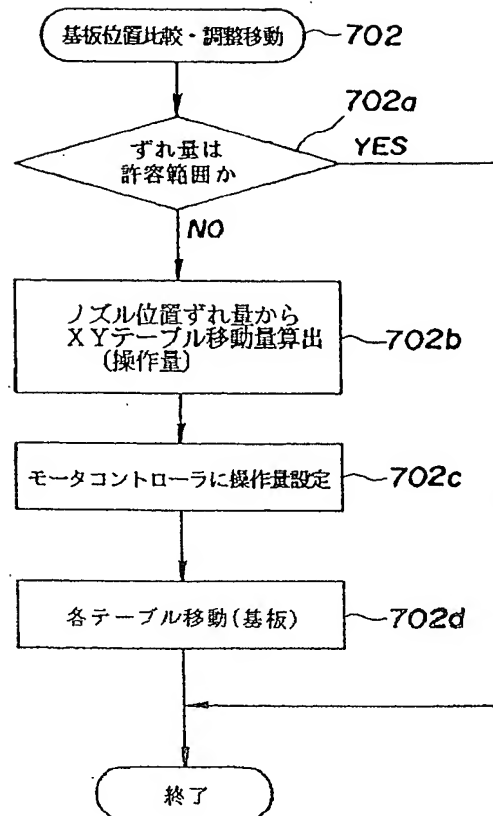 基板位置比較・調整移動
702
702a
ずれ量は
許容範囲か
YES
NO
ノズル位置ずれ量から
XYテーブル移動量算出
(操作量)
702b
モータコントローラに操作量設定
702c
各テーブル移動(基板)
702d
終了